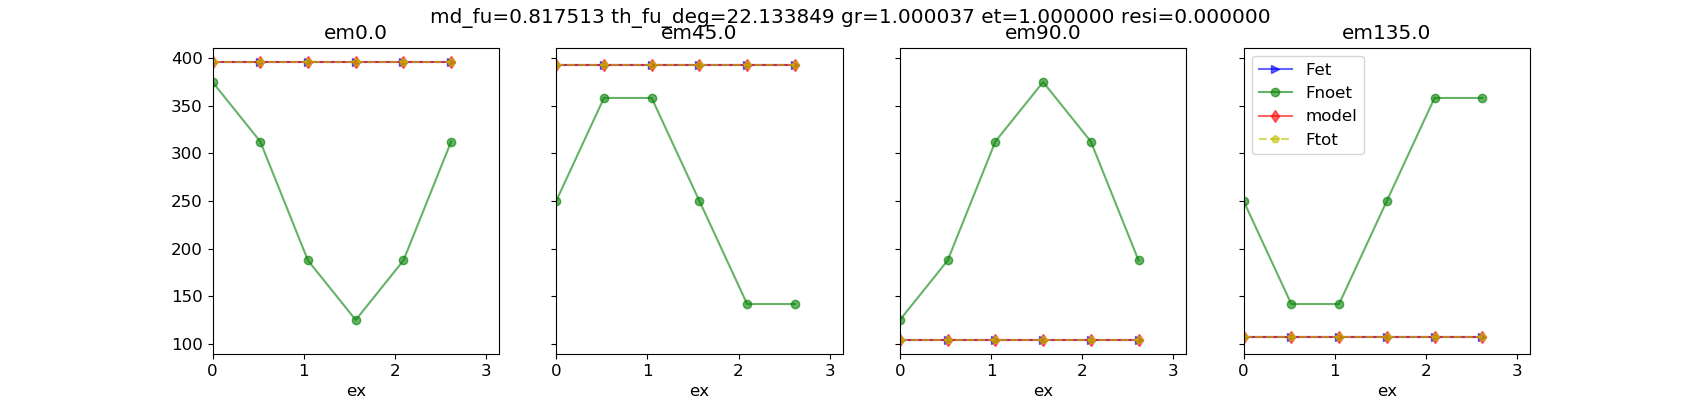 md_fu=0.817513 th_fu_deg=22.133849 gr=1.000037 et=1.000000 resi=0.000000
em0.0 em45.0 em90.0 em135.0
400
350
300
250
200
150
100
Fet
Fnoet
model
Ftot
0 1 2 3 0 1 2 3 0 1 2 3 0 1 2 3
ex ex ex ex